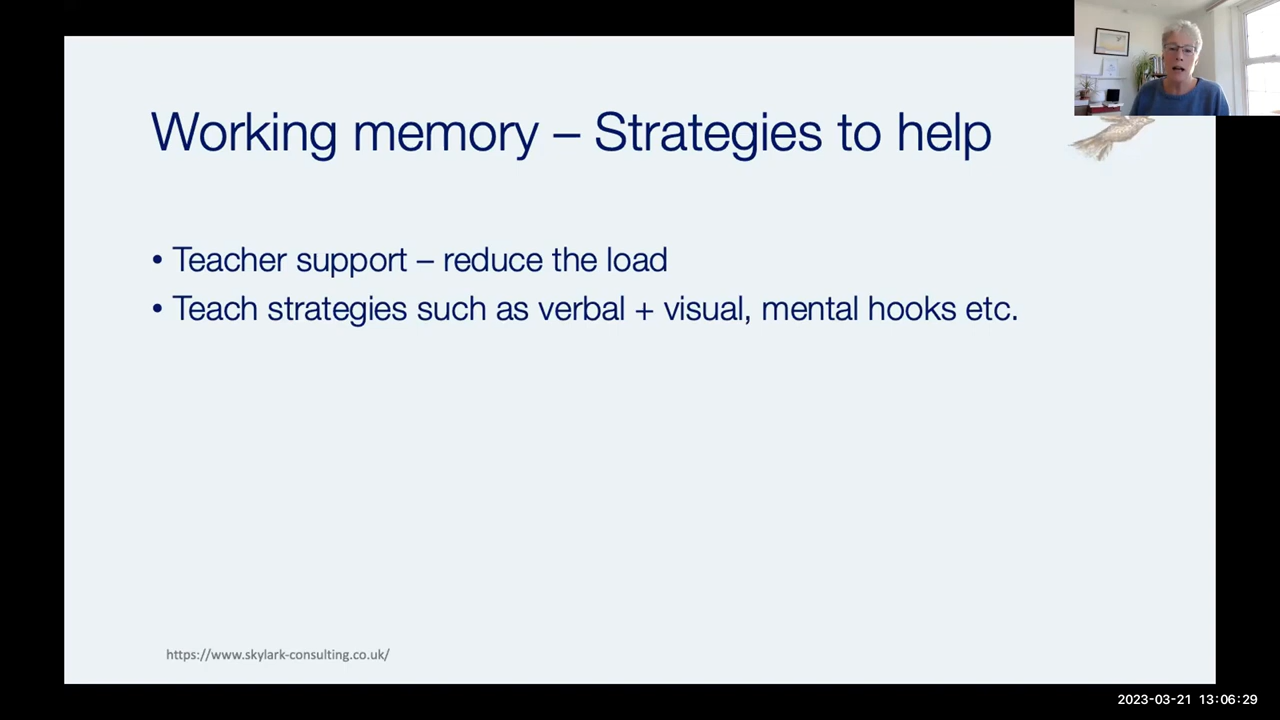 Working memory – Strategies to help
• Teacher support – reduce the load
• Teach strategies such as verbal + visual, mental hooks etc.
https://www.skylark-consulting.co.uk/
2023-03-21 13:06:29